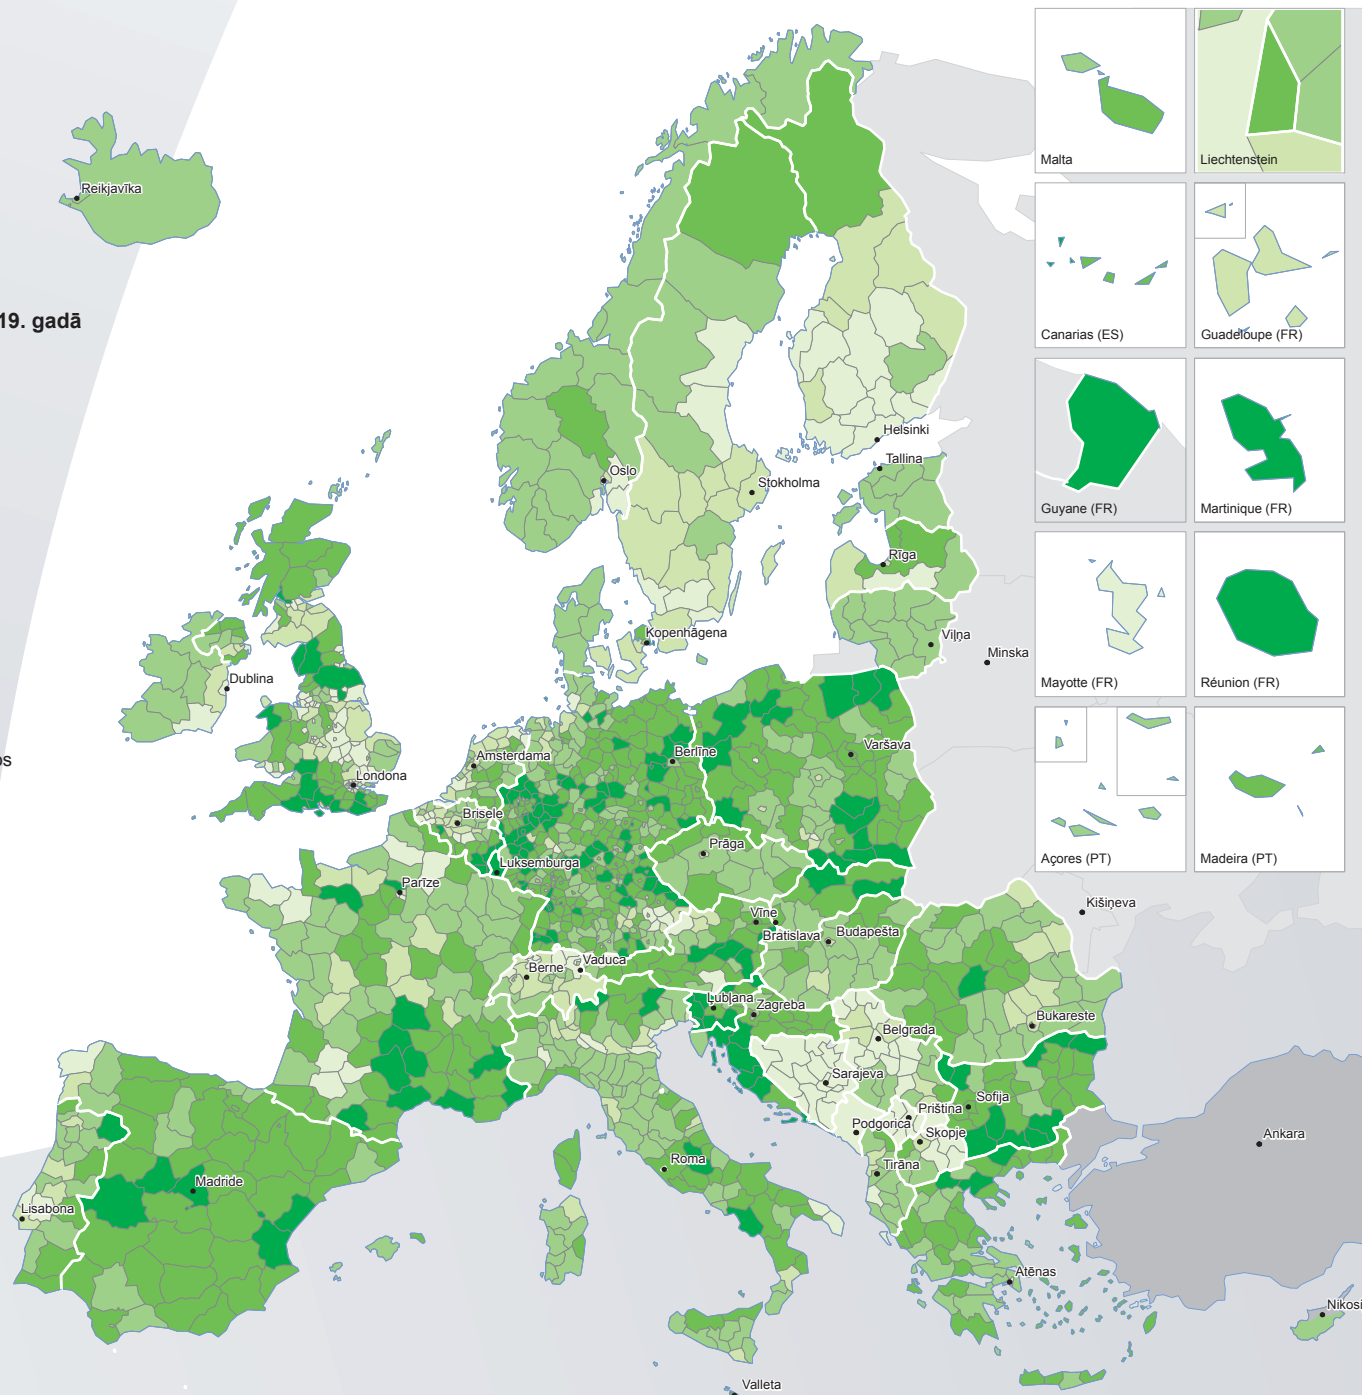 Malta
Liechtenstein
Reikjavīka
Canarias (ES)
Guadeloupe (FR)
19. gadā
Helsinki
Tallina
Oslo
Stokholma
Guyane (FR)
Martinique (FR)
Rīga
Kopenhāgena
Viļņa
Minska
Dublina
Mayotte (FR)
Réunion (FR)
os
Amsterdama
Berlīne
Varšava
Londona
Brisele
Prāga
Luksemburga
Açores (PT)
Madeira (PT)
Parīze
Kišiņeva
Vīne
Bratislava
Budapešta
Berne
Vaduca
Ļubļana
Zagreba
Bukareste
Belgrada
Sarajeva
Sofija
Priština
Podgorica
Skopje
Ankara
Roma
Tirāna
Madride
Lisabona
Atēnas
Nikosi
Valleta